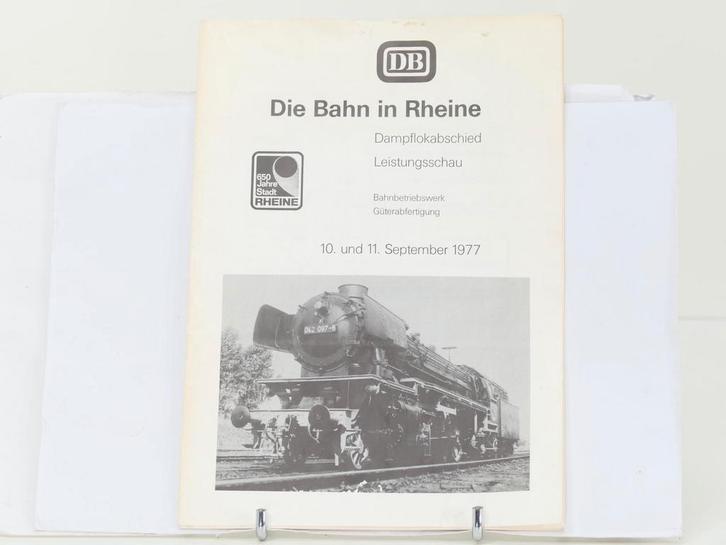 DB
Die Bahn in Rheine
Dampflokabschied
Leistungsschau
650
Jahre
Stadt
RHEINE
Bahnbetriebswerk
Güterabfertigung
10. und 11. September 1977
042 097-6